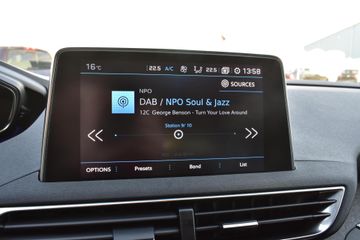 16°C 22.5 A/C 22.5 13:58
SOURCES
NPO
DAB / NPO Soul & Jazz
12C George Benson - Turn Your Love Around
Station N° 10
OPTIONS Presets Band List